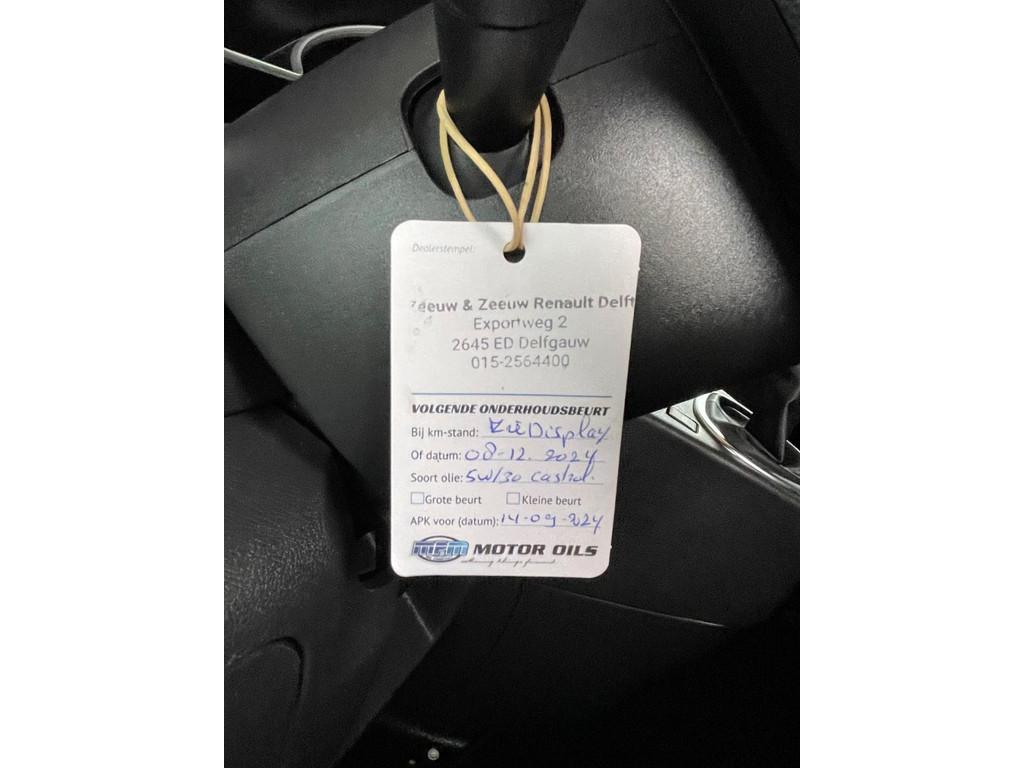 Dealerstempel:
Zeeuw & Zeeuw Renault Delft
Exportweg 2
2645 ED Delfgauw
015-2564400
VOLGENDE ONDERHOUDSBEURT
Bij km-stand: Zie Display
Of datum: 08-12-2024
Soort olie: 5W/30 Castrol.
Grote beurt Kleine beurt
APK voor (datum): 14-09-2024
MOTOR OILS